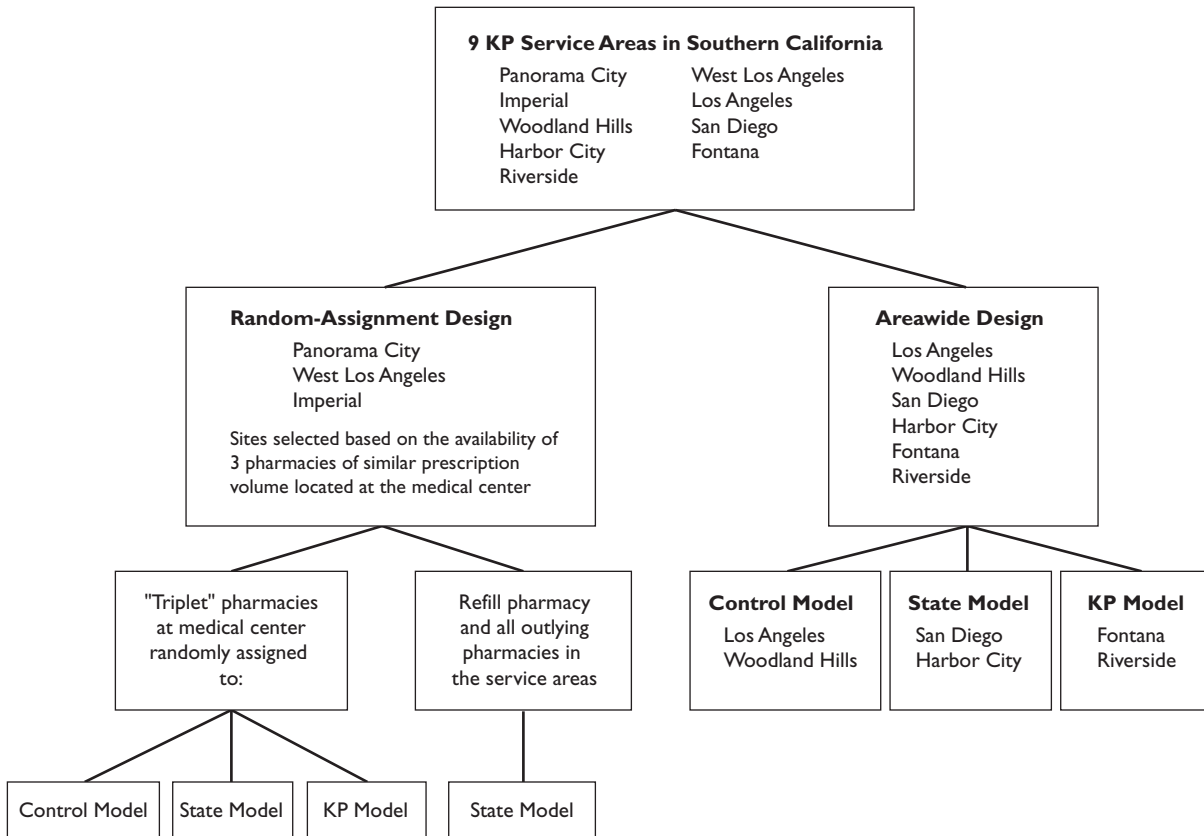 9 KP Service Areas in Southern California
Panorama City
Imperial
Woodland Hills
Harbor City
Riverside
West Los Angeles
Los Angeles
San Diego
Fontana
Random-Assignment Design
Panorama City
West Los Angeles
Imperial
Sites selected based on the availability of
3 pharmacies of similar prescription
volume located at the medical center
Areawide Design
Los Angeles
Woodland Hills
San Diego
Harbor City
Fontana
Riverside
"Triplet" pharmacies
at medical center
randomly assigned
to:
Refill pharmacy
and all outlying
pharmacies in
the service areas
Control Model
Los Angeles
Woodland Hills
State Model
San Diego
Harbor City
KP Model
Fontana
Riverside
Control Model
State Model
KP Model
State Model